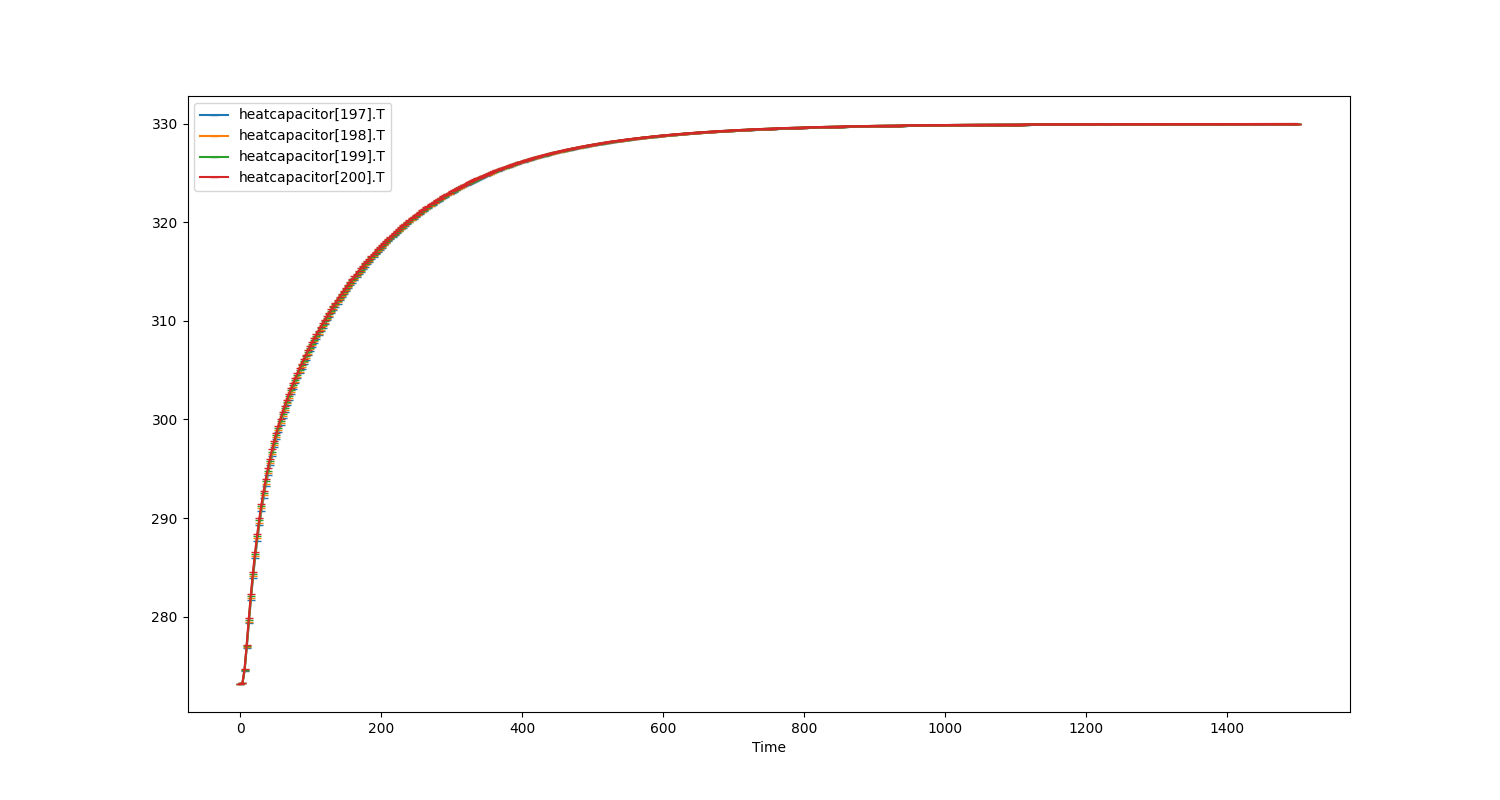 heatcapacitor[197].T
heatcapacitor[198].T
heatcapacitor[199].T
heatcapacitor[200].T
330
320
310
300
290
280
0 200 400 600 800 1000 1200 1400
Time